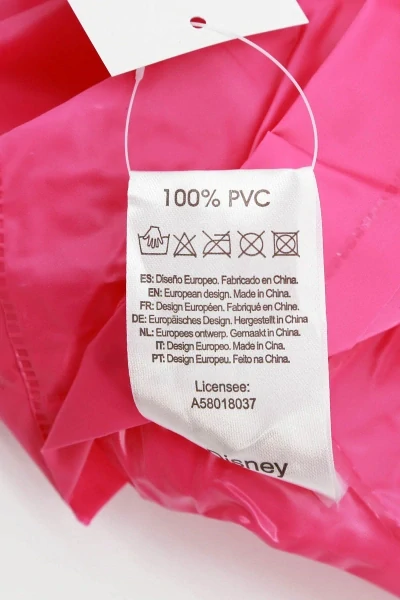 100% PVC
ES: Diseño Europeo. Fabricado en China.
EN: European design. Made in Cina.
FR: Design Européen. Fabriqué en Chine.
DE: Europäisches Design. Hergestellt in China
NL: Europees ontwerp. Gemaakt in China.
IT: Design Europeo. Made in China.
PT: Design Europeu. Feito na China.
Licensee:
A58018037
Disney